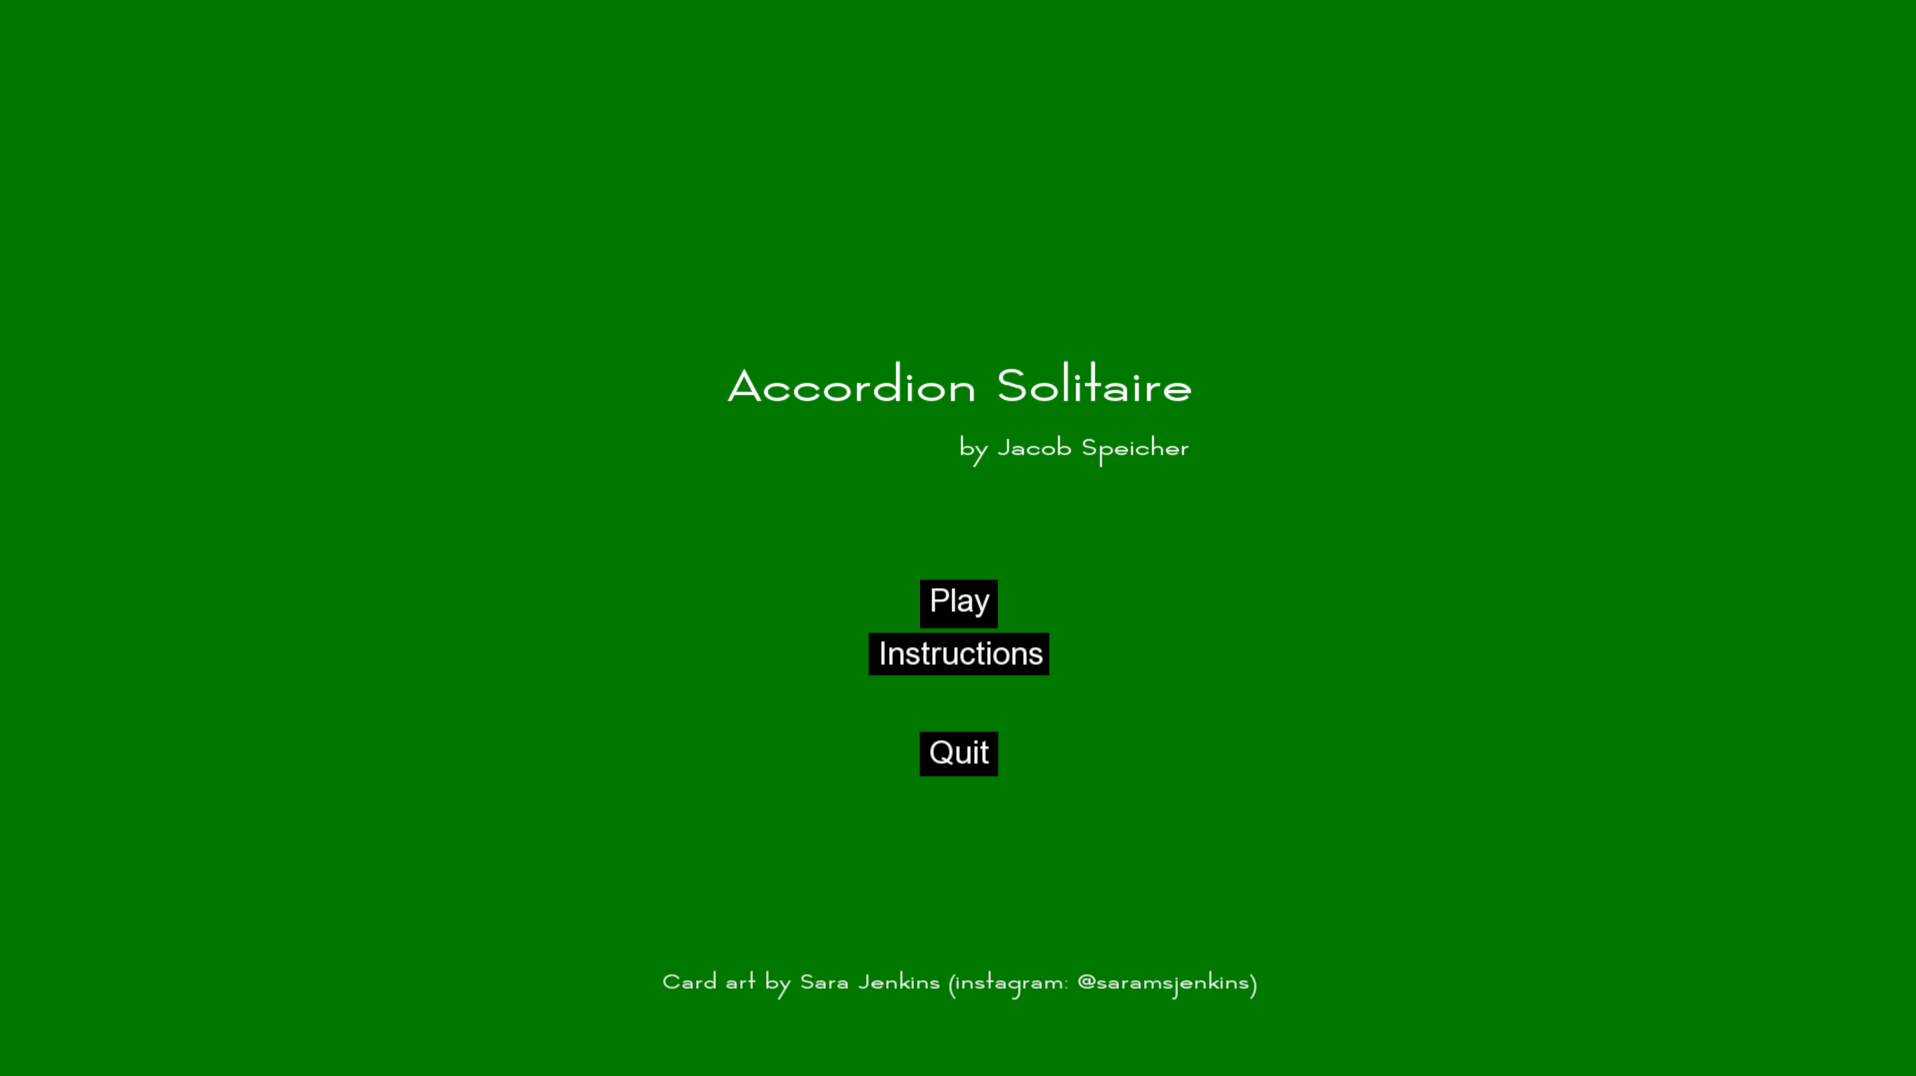 Accordion Solitaire
by Jacob Speicher
Play
Instructions
Quit
Card art by Sara Jenkins (instagram: @saramsjenkins)